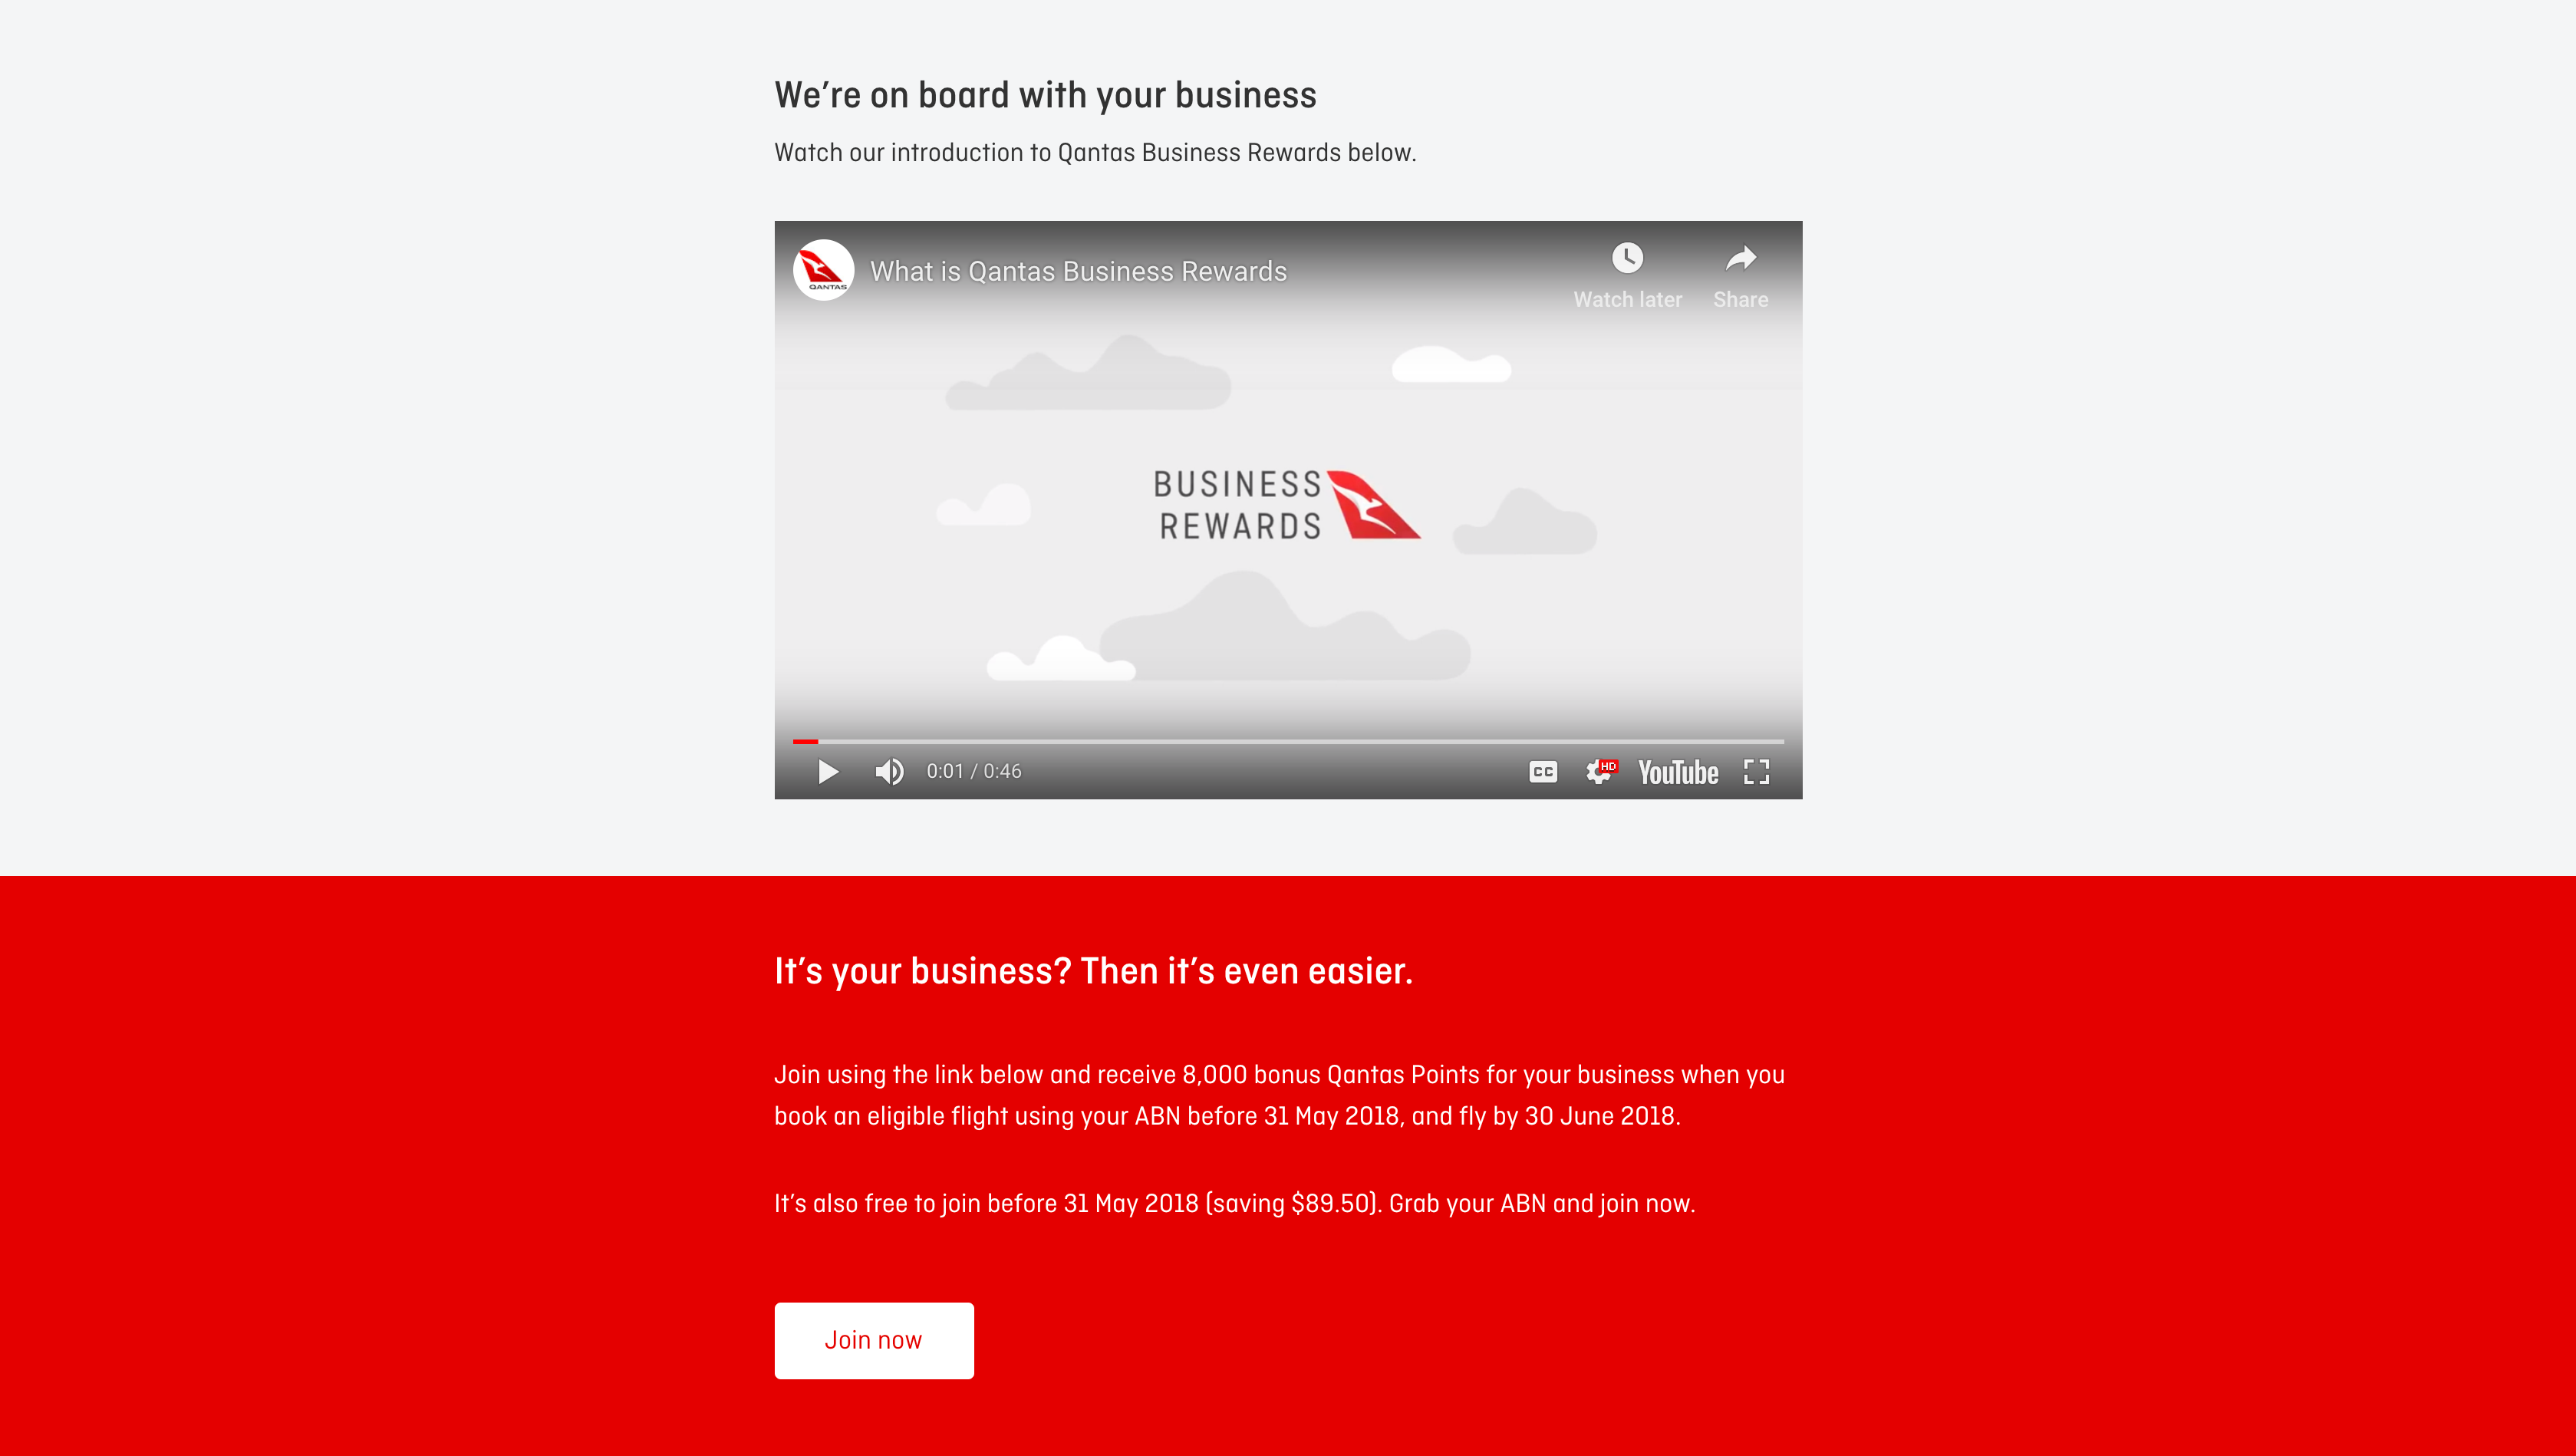 We’re on board with your business
Watch our introduction to Qantas Business Rewards below.
QANTAS
What is Qantas Business Rewards
Watch later
Share
BUSINESS
REWARDS
0:01 / 0:46
CC
HD
YouTube
It’s your business? Then it’s even easier.
Join using the link below and receive 8,000 bonus Qantas Points for your business when you
book an eligible flight using your ABN before 31 May 2018, and fly by 30 June 2018.
It’s also free to join before 31 May 2018 (saving $89.50). Grab your ABN and join now.
Join now